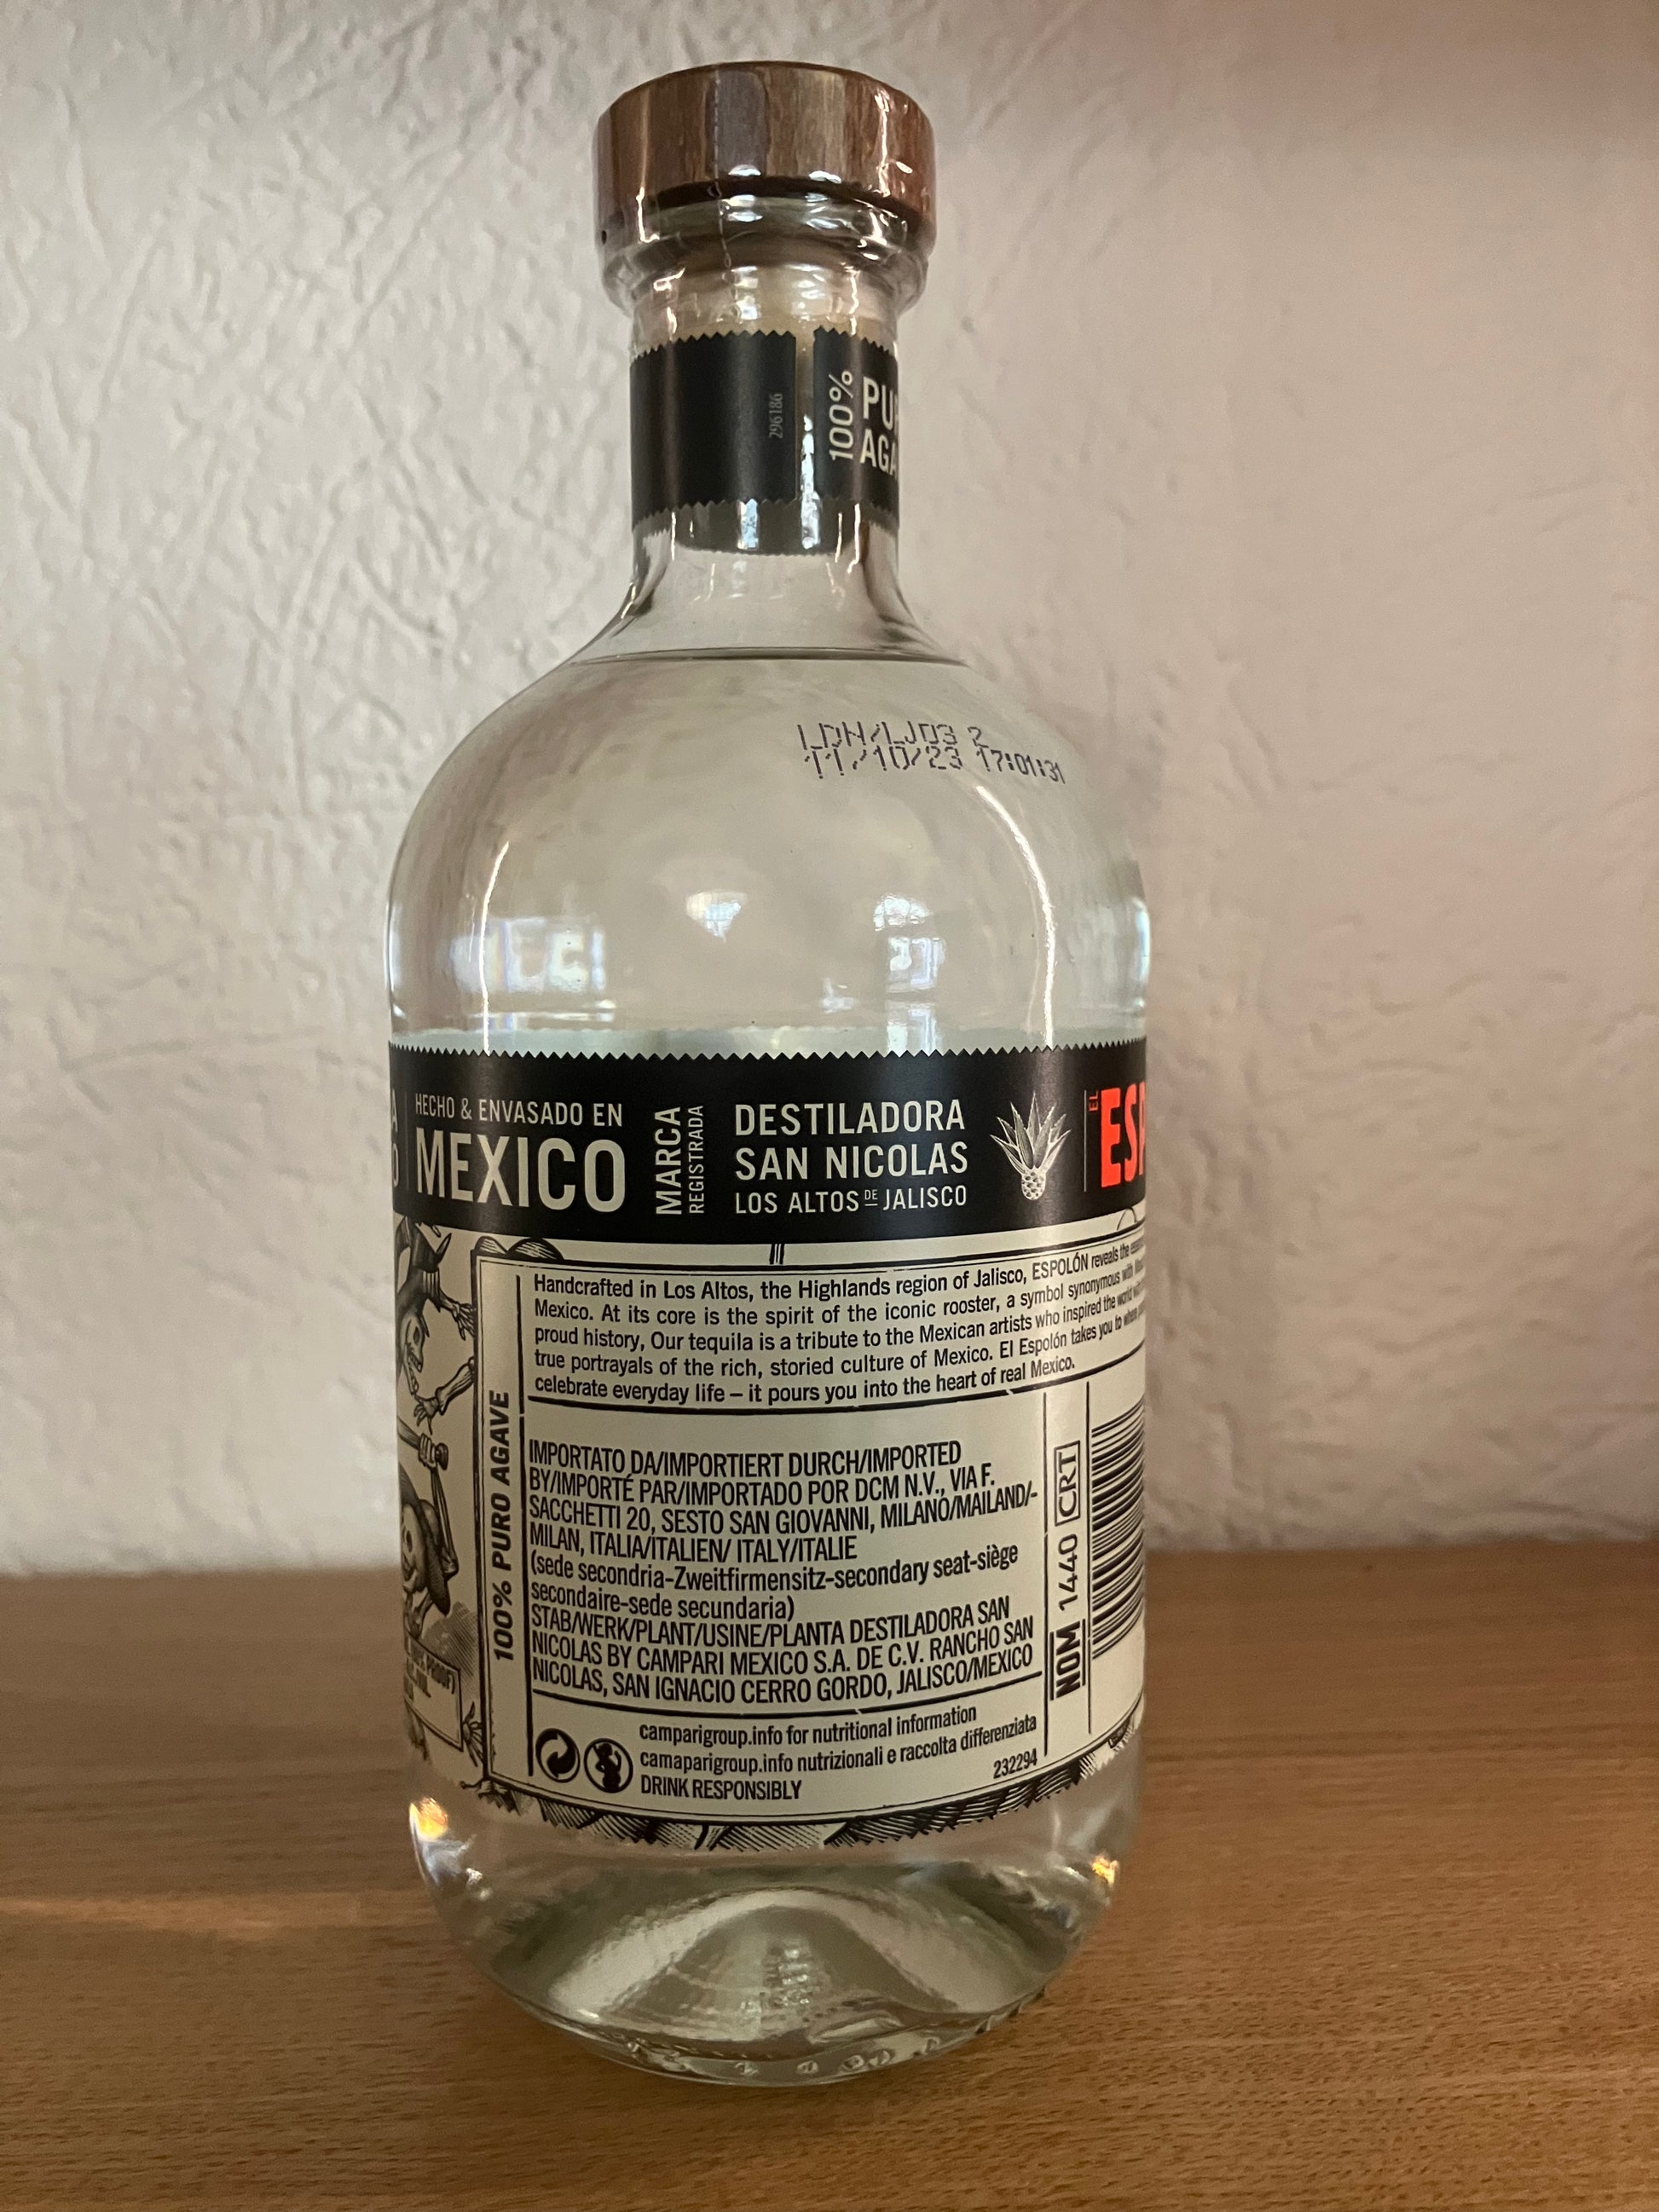 296186
100%
LDH/LJ03 2
11/10/23 17:01:31
HECHO & ENVASADO EN
MEXICO
MARCA
REGISTRADA
DESTILADORA
SAN NICOLAS
LOS ALTOS DE JALISCO
EL
Handcrafted in Los Altos, the Highlands region of Jalisco, ESPOLÓN reveals the
Mexico. At its core is the spirit of the iconic rooster, a symbol synonymous with
proud history, Our tequila is a tribute to the Mexican artists who inspired the world
true portrayals of the rich, storied culture of Mexico. El Espolón takes you to where
celebrate everyday life – it pours you into the heart of real Mexico.
100% PURO AGAVE
IMPORTATO DA/IMPORTIERT DURCH/IMPORTED
BY/IMPORTÉ PAR/IMPORTADO POR DCM N.V., VIA F.
SACCHETTI 20, SESTO SAN GIOVANNI, MILANO/MAILAND/-
MILAN, ITALIA/ITALIEN/ ITALY/ITALIE
(sede secondria-Zweitfirmensitz-secondary seat-siège
secondaire-sede secundaria)
STAB/WERK/PLANT/USINE/PLANTA DESTILADORA SAN
NICOLAS BY CAMPARI MEXICO S.A. DE C.V. RANCHO SAN
NICOLAS, SAN IGNACIO CERRO GORDO, JALISCO/MEXICO
NOM 1440 CRT
PROOF)
camparigroup.info for nutritional information
camaparigroup.info nutrizionali e raccolta differenziata
DRINK RESPONSIBLY
232294